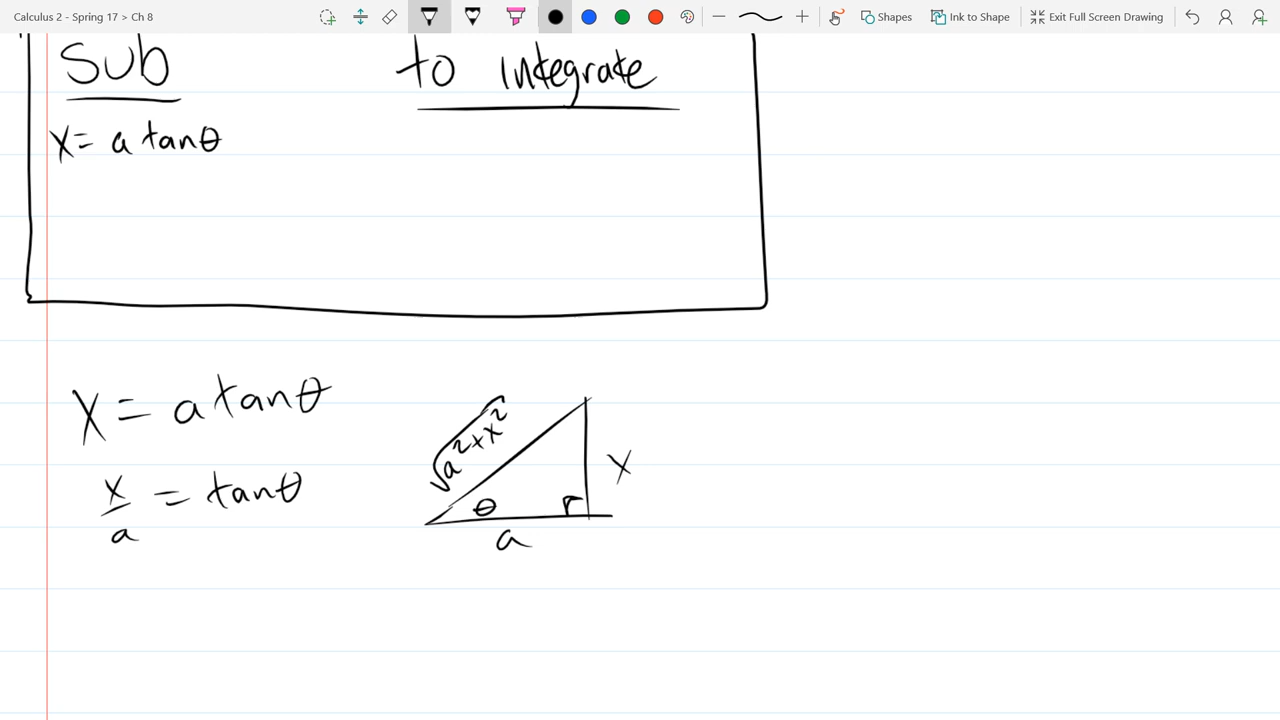 Calculus 2 - Spring 17 > Ch 8
Shapes
Ink to Shape
Exit Full Screen Drawing
Sub to integrate
x = a tanθ
x = a tanθ
x/a = tanθ
√a²+x²
θ
x
a